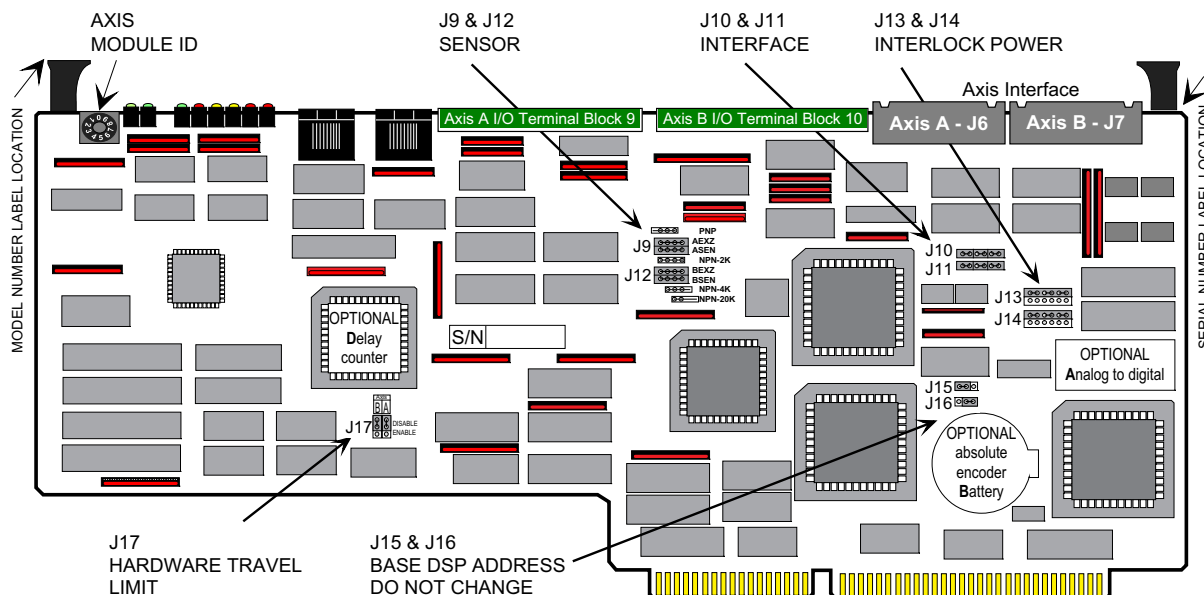 AXIS
MODULE ID
J9 & J12
SENSOR
J10 & J11
INTERFACE
J13 & J14
INTERLOCK POWER
MODEL NUMBER LABEL LOCATION
SERIAL NUMBER LABEL LOCATION
Axis Interface
Axis A I/O Terminal Block 9
Axis B I/O Terminal Block 10
Axis A - J6
Axis B - J7
PNP
J9
AEXZ
ASEN
NPN-2K
J12
BEXZ
BSEN
NPN-4K
NPN-20K
J10
J11
J13
J14
OPTIONAL
Delay
counter
S/N
OPTIONAL
Analog to digital
J15
J16
B A
J17
DISABLE
ENABLE
OPTIONAL
absolute
encoder
Battery
J17
HARDWARE TRAVEL
LIMIT
J15 & J16
BASE DSP ADDRESS
DO NOT CHANGE